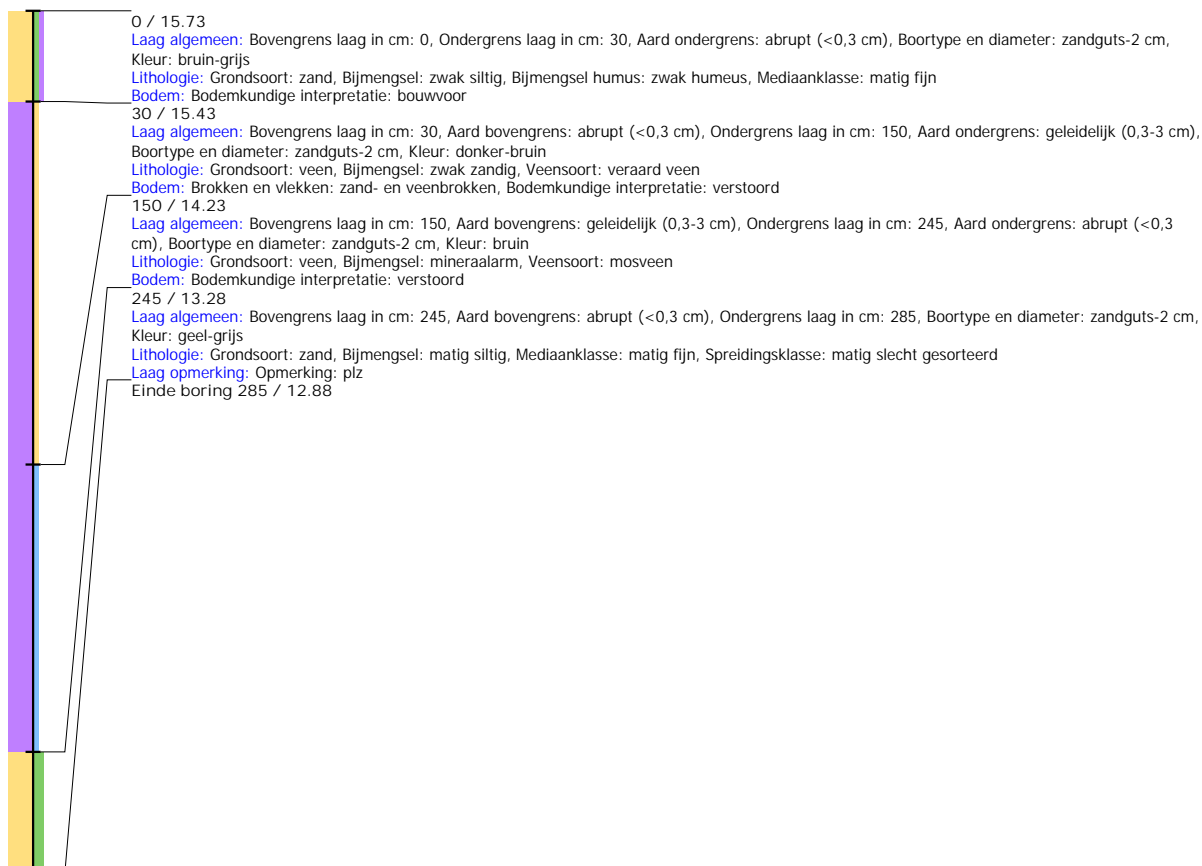 0 / 15.73
Laag algemeen: Bovengrens laag in cm: 0, Ondergrens laag in cm: 30, Aard ondergrens: abrupt (<0,3 cm), Boortype en diameter: zandguts-2 cm,
Kleur: bruin-grijs
Lithologie: Grondsoort: zand, Bijmengsel: zwak siltig, Bijmengsel humus: zwak humeus, Mediaanklasse: matig fijn
Bodem: Bodemkundige interpretatie: bouwvoor
30 / 15.43
Laag algemeen: Bovengrens laag in cm: 30, Aard bovengrens: abrupt (<0,3 cm), Ondergrens laag in cm: 150, Aard ondergrens: geleidelijk (0,3-3 cm),
Boortype en diameter: zandguts-2 cm, Kleur: donker-bruin
Lithologie: Grondsoort: veen, Bijmengsel: zwak zandig, Veensoort: veraard veen
Bodem: Brokken en vlekken: zand- en veenbrokken, Bodemkundige interpretatie: verstoord
150 / 14.23
Laag algemeen: Bovengrens laag in cm: 150, Aard bovengrens: geleidelijk (0,3-3 cm), Ondergrens laag in cm: 245, Aard ondergrens: abrupt (<0,3
cm), Boortype en diameter: zandguts-2 cm, Kleur: bruin
Lithologie: Grondsoort: veen, Bijmengsel: mineraalarm, Veensoort: mosveen
Bodem: Bodemkundige interpretatie: verstoord
245 / 13.28
Laag algemeen: Bovengrens laag in cm: 245, Aard bovengrens: abrupt (<0,3 cm), Ondergrens laag in cm: 285, Boortype en diameter: zandguts-2 cm,
Kleur: geel-grijs
Lithologie: Grondsoort: zand, Bijmengsel: matig siltig, Mediaanklasse: matig fijn, Spreidingsklasse: matig slecht gesorteerd
Laag opmerking: Opmerking: plz
Einde boring 285 / 12.88